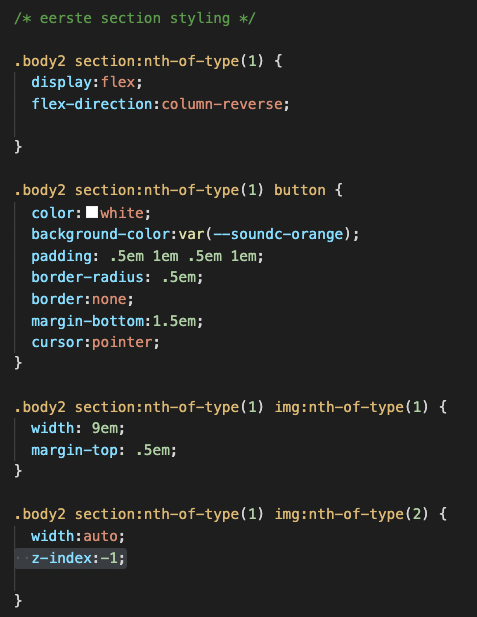 /* eerste section styling */
.body2 section:nth-of-type(1) {
display:flex;
flex-direction:column-reverse;
}
.body2 section:nth-of-type(1) button {
color:white;
background-color:var(--soundc-orange);
padding: .5em 1em .5em 1em;
border-radius: .5em;
border:none;
margin-bottom:1.5em;
cursor:pointer;
}
.body2 section:nth-of-type(1) img:nth-of-type(1) {
width: 9em;
margin-top: .5em;
}
.body2 section:nth-of-type(1) img:nth-of-type(2) {
width:auto;
z-index:-1;
}